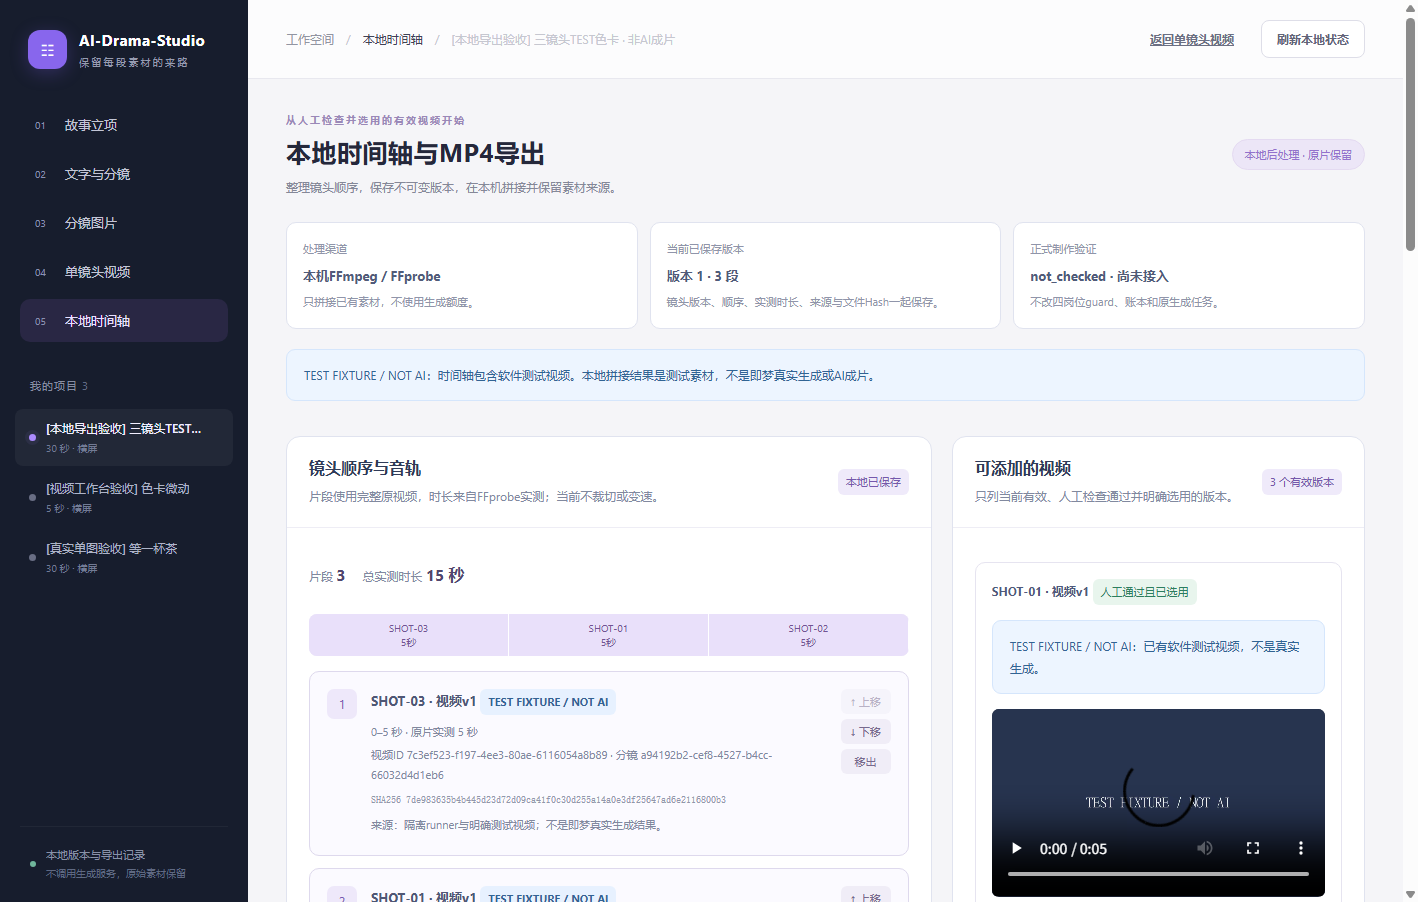 AI-Drama-Studio
保留每段素材的来路
01 故事立项
02 文字与分镜
03 分镜图片
04 单镜头视频
05 本地时间轴
我的项目 3
[本地导出验收] 三镜头TEST...
30 秒 · 横屏
[视频工作台验收] 色卡微动
5 秒 · 横屏
[真实单图验收] 等一杯茶
30 秒 · 横屏
本地版本与导出记录
不调用生成服务，原始素材保留
工作空间 / 本地时间轴 / [本地导出验收] 三镜头TEST色卡 · 非AI成片
返回单镜头视频
刷新本地状态
从人工检查并选用的有效视频开始
本地时间轴与MP4导出
整理镜头顺序，保存不可变版本，在本机拼接并保留素材来源。
本地后处理 · 原片保留
处理渠道
本机FFmpeg / FFprobe
只拼接已有素材，不使用生成额度。
当前已保存版本
版本 1 · 3 段
镜头版本、顺序、实测时长、来源与文件Hash一起保存。
正式制作验证
not_checked · 尚未接入
不改四岗位guard、账本和原生成任务。
TEST FIXTURE / NOT AI：时间轴包含软件测试视频。本地拼接结果是测试素材，不是即梦真实生成或AI成片。
镜头顺序与音轨
片段使用完整原视频，时长来自FFprobe实测；当前不裁切或变速。
本地已保存
片段 3 总实测时长 15 秒
SHOT-03
5秒
SHOT-01
5秒
SHOT-02
5秒
1
SHOT-03 · 视频v1 TEST FIXTURE / NOT AI
0–5 秒 · 原片实测 5 秒
视频ID 7c3ef523-f197-4ee3-80ae-6116054a8b89 · 分镜 a94192b2-cef8-4527-b4cc-
66032d4d1eb6
SHA256 7de983635b4b445d23d72d09ca41f0c30d255a14a0e3df25647ad6e2116800b3
来源：隔离runner与明确测试视频；不是即梦真实生成结果。
↑ 上移
↓ 下移
移出
2
SHOT-01 · 视频v1 TEST FIXTURE / NOT AI
↑ 上移
可添加的视频
只列当前有效、人工检查通过并明确选用的版本。
3 个有效版本
SHOT-01 · 视频v1 人工通过且已选用
TEST FIXTURE / NOT AI：已有软件测试视频，不是真实
生成。
TEST FIXTURE / NOT AI
0:00 / 0:05